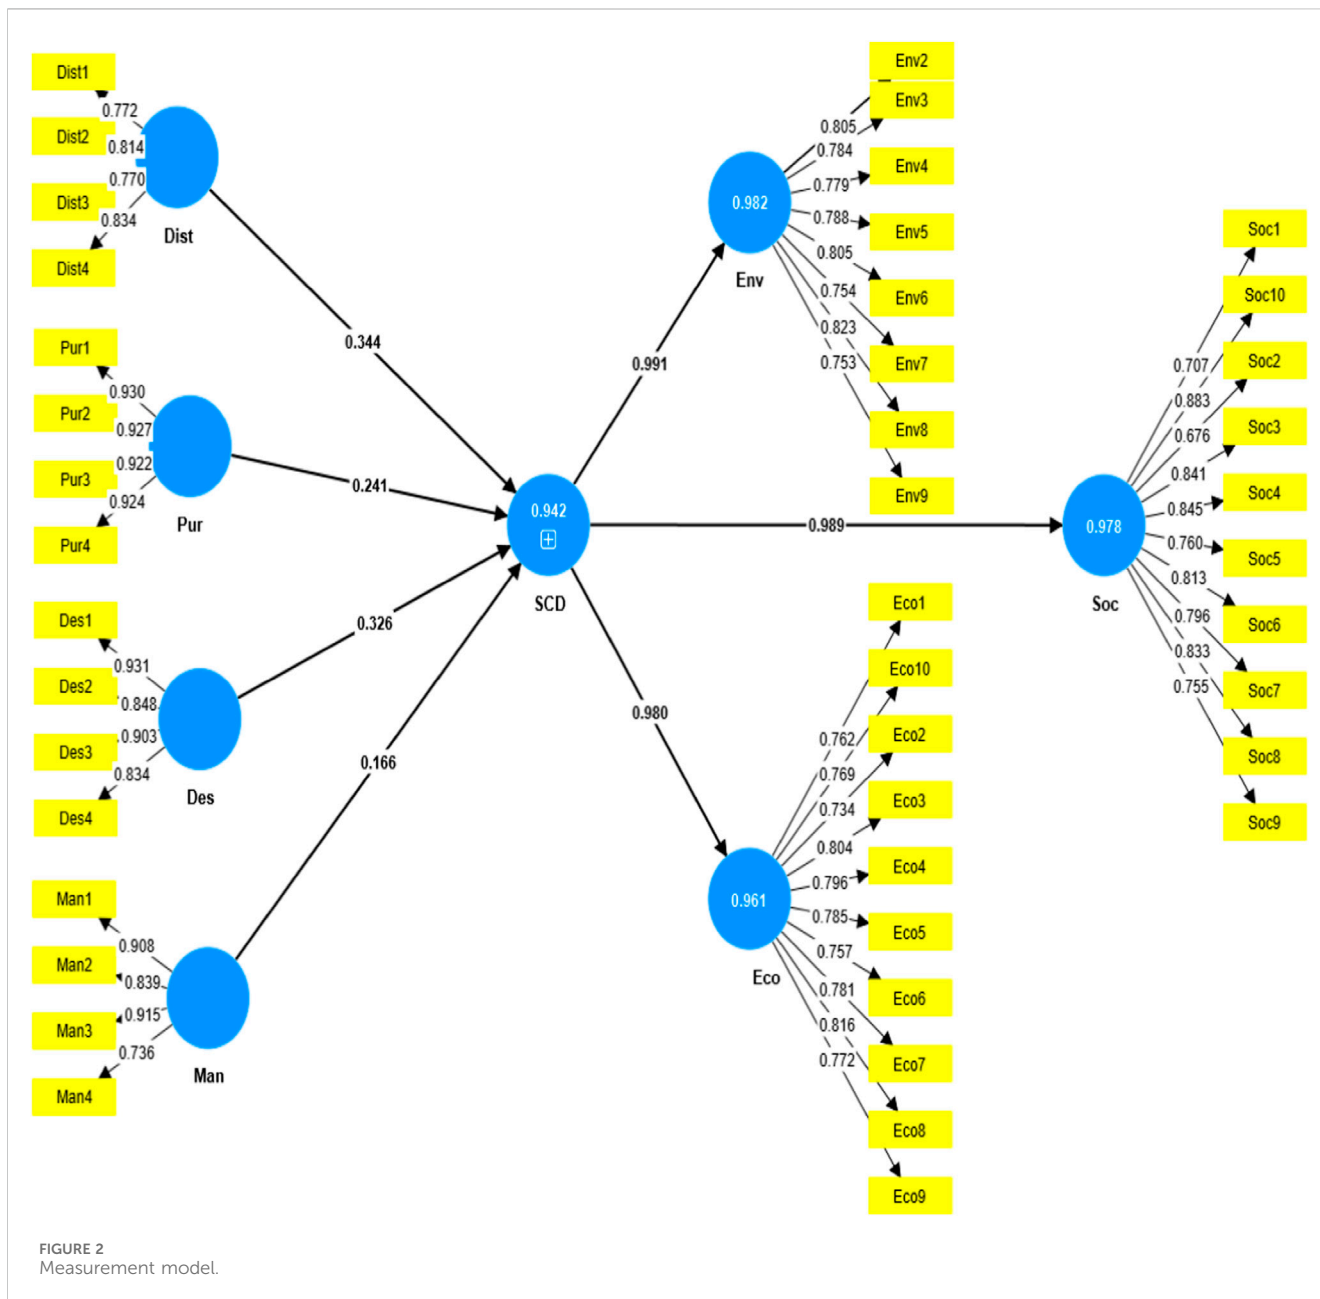 Dist1
0.772
Dist2
0.814
0.770
Dist3
0.834
Dist4
Dist
0.344
Pur1
0.930
Pur2
0.927
0.922
Pur3
0.924
Pur4
Pur
0.241
Des1
0.931
Des2
0.848
0.903
Des3
0.834
Des4
Des
0.326
Man1
0.908
Man2
0.839
0.915
Man3
0.736
Man4
Man
0.166
0.942
SCD
0.991
0.989
0.980
0.982
Env
Env2
Env3
0.805
0.784
Env4
0.779
0.788
Env5
0.805
Env6
0.754
0.823
0.753
Env7
Env8
Env9
0.961
Eco
Eco1
Eco10
Eco2
0.762
0.769
0.734
Eco3
0.804
Eco4
0.796
0.785
Eco5
0.757
Eco6
0.781
0.816
0.772
Eco7
Eco8
Eco9
0.978
Soc
Soc1
Soc10
Soc2
0.707
0.883
0.676
Soc3
0.841
Soc4
0.845
0.760
Soc5
0.813
Soc6
0.796
0.833
0.755
Soc7
Soc8
Soc9
FIGURE 2
Measurement model.